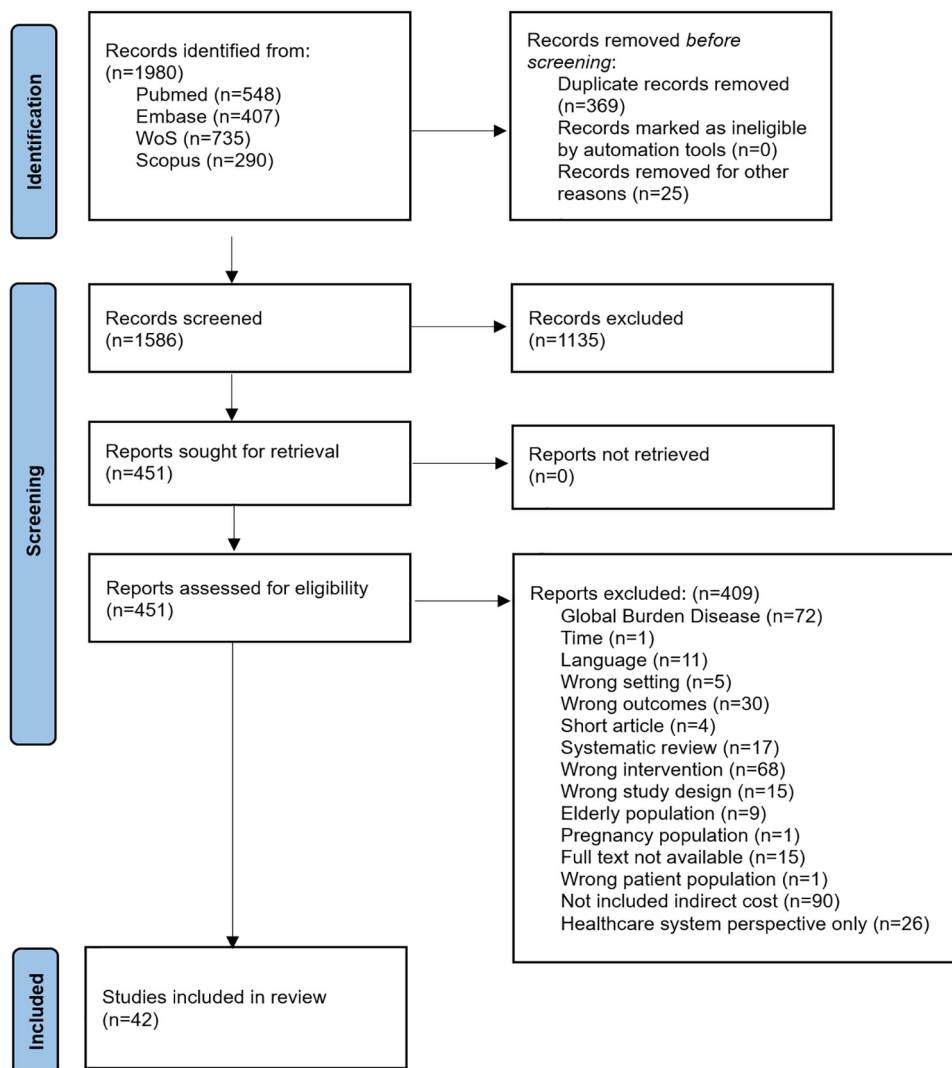 Identification
Records identified from:
(n=1980)
Pubmed (n=548)
Embase (n=407)
WoS (n=735)
Scopus (n=290)
Records removed before
screening:
Duplicate records removed
(n=369)
Records marked as ineligible
by automation tools (n=0)
Records removed for other
reasons (n=25)
Screening
Records screened
(n=1586)
Records excluded
(n=1135)
Reports sought for retrieval
(n=451)
Reports not retrieved
(n=0)
Reports assessed for eligibility
(n=451)
Reports excluded: (n=409)
Global Burden Disease (n=72)
Time (n=1)
Language (n=11)
Wrong setting (n=5)
Wrong outcomes (n=30)
Short article (n=4)
Systematic review (n=17)
Wrong intervention (n=68)
Wrong study design (n=15)
Elderly population (n=9)
Pregnancy population (n=1)
Full text not available (n=15)
Wrong patient population (n=1)
Not included indirect cost (n=90)
Healthcare system perspective only (n=26)
Included
Studies included in review
(n=42)